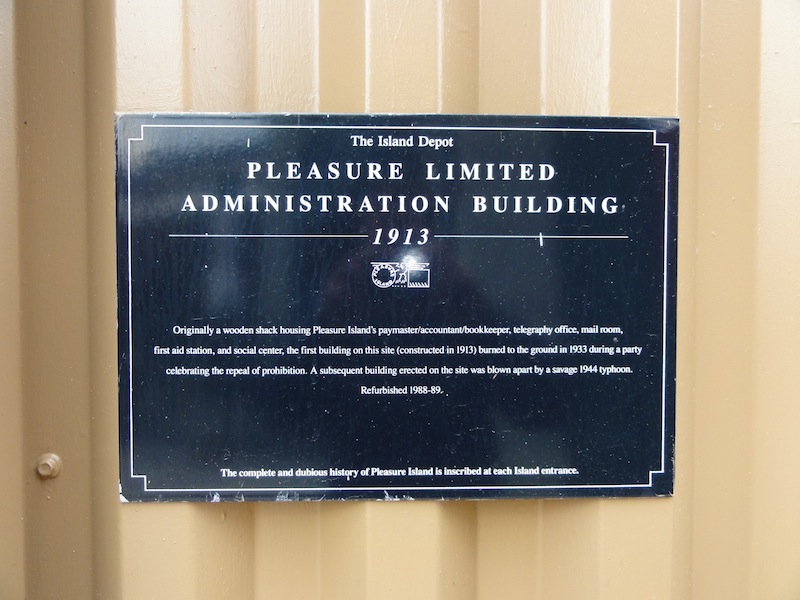 The Island Depot
PLEASURE LIMITED
ADMINISTRATION BUILDING
1913
PLEASURE
ISLAND
Originally a wooden shack housing Pleasure Island's paymaster/accountant/bookkeeper, telegraphy office, mail room,
first aid station, and social center, the first building on this site (constructed in 1913) burned to the ground in 1933 during a party
celebrating the repeal of prohibition. A subsequent building erected on the site was blown apart by a savage 1944 typhoon.
Refurbished 1988-89.
The complete and dubious history of Pleasure Island is inscribed at each Island entrance.